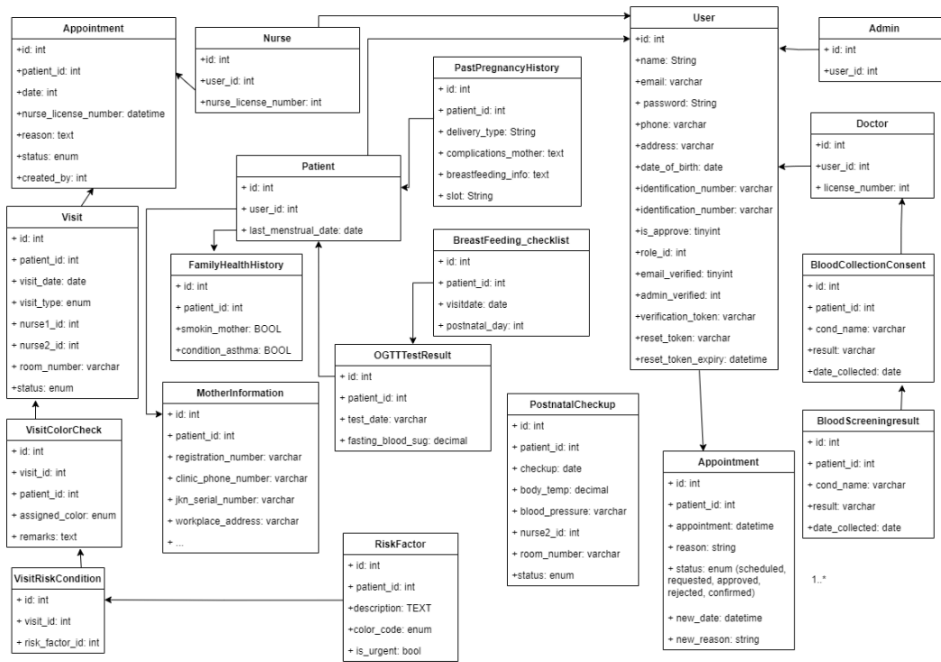 Appointment
+id: int
+patient_id: int
+date: int
+nurse_license_number: datetime
+reason: text
+status: enum
+created_by: int
Nurse
+id: int
+user_id: int
+nurse_license_number: int
User
+id: int
+name: String
+email: varchar
+ password: String
+phone: varchar
+address: varchar
+date_of_birth: date
+identification_number: varchar
+identification_number: varchar
+is_approve: tinyint
+role_id: int
+email_verified: tinyint
+admin_verified: int
+verification_token: varchar
+reset_token: varchar
+reset_token_expiry: datetime
Admin
+ id: int
+user_id: int
PastPregnancyHistory
+ id: int
+ patient_id: int
+ delivery_type: String
+ complications_mother: text
+ breastfeeding_info: text
+ slot: String
Doctor
+id: int
+user_id: int
+ license_number: int
Patient
+ id: int
+ user_id: int
+ last_menstrual_date: date
Visit
+ id: int
+ patient_id: int
+ visit_date: date
+ visit_type: enum
+ nurse1_id: int
+ nurse2_id: int
+ room_number: varchar
+status: enum
FamilyHealthHistory
+ id: int
+ patient_id: int
+smokin_mother: BOOL
+condition_asthma: BOOL
BreastFeeding_checklist
+ id: int
+ patient_id: int
+ visitdate: date
+ postnatal_day: int
BloodCollectionConsent
+ id: int
+ patient_id: int
+ cond_name: varchar
+result: varchar
+date_collected: date
OGTTTestResult
+ id: int
+ patient_id: int
+ test_date: varchar
+ fasting_blood_sug: decimal
MotherInformation
+ id: int
+ patient_id: int
+ registration_number: varchar
+ clinic_phone_number: varchar
+ jkn_serial_number: varchar
+ workplace_address: varchar
+ ...
PostnatalCheckup
+ id: int
+ patient_id: int
+ checkup: date
+ body_temp: decimal
+ blood_pressure: varchar
+ nurse2_id: int
+ room_number: varchar
+status: enum
BloodScreeningresult
+ id: int
+ patient_id: int
+ cond_name: varchar
+result: varchar
+date_collected: date
VisitColorCheck
+ id: int
+ visit_id: int
+ patient_id: int
+ assigned_color: enum
+ remarks: text
Appointment
+ id: int
+ patient_id: int
+ appointment: datetime
+ reason: string
+ status: enum (scheduled,
requested, approved,
rejected, confirmed)
+ new_date: datetime
+ new_reason: string
1..*
RiskFactor
+ id: int
+ patient_id: int
+description: TEXT
+color_code: enum
+ is_urgent: bool
VisitRiskCondition
+ id: int
+ visit_id: int
+ risk_factor_id: int